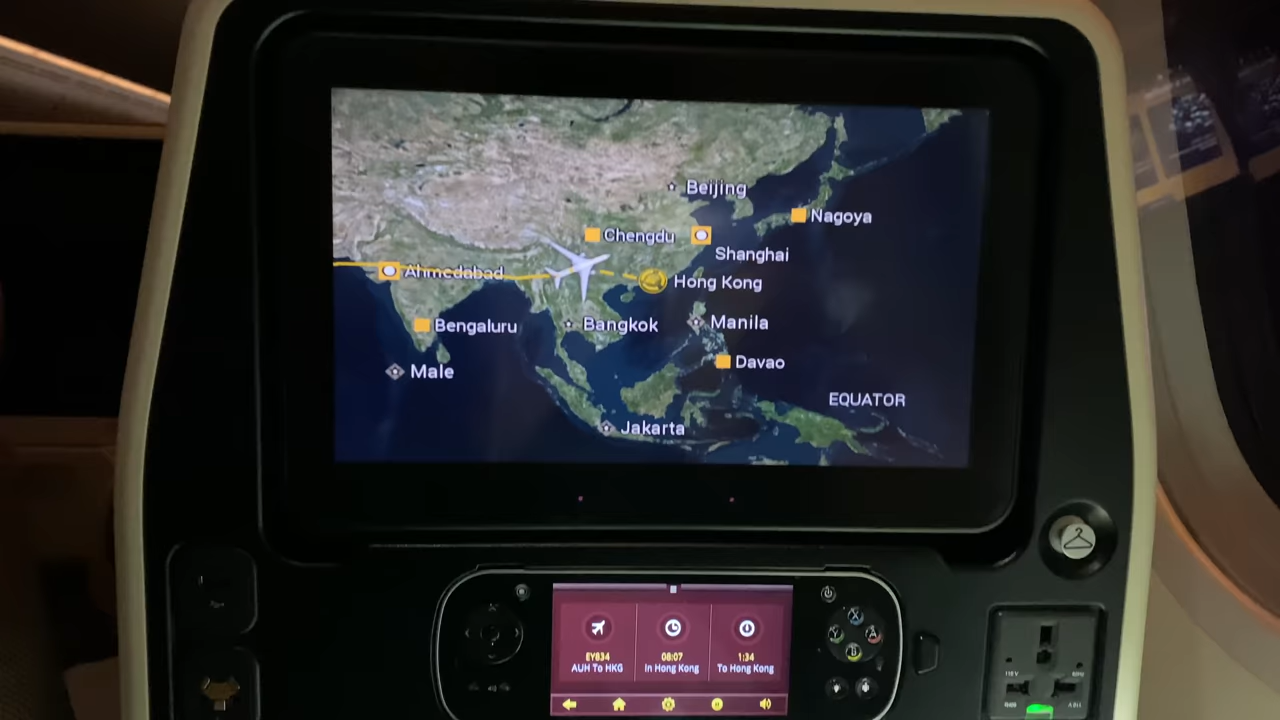 Beijing
Nagoya
Chengdu
Shanghai
Ahmedabad
Hong Kong
Bengaluru
Bangkok
Manila
Davao
Male
EQUATOR
Jakarta
EY834
AUH To HKG
08:07
In Hong Kong
1:34
To Hong Kong
X
Y
A
B